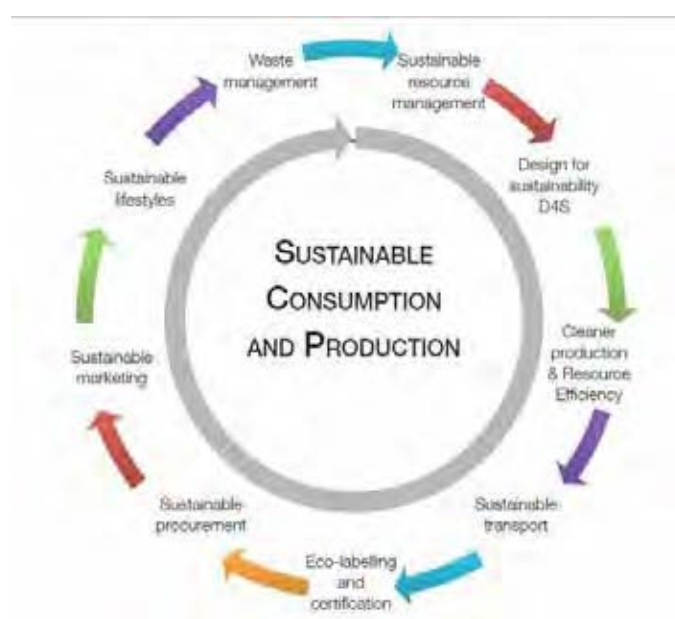 Waste
management
Sustainable
resource
management
Design for
sustainability
D4S
Cleaner
production
& Resource
Efficiency
Sustainable
transport
Eco-labelling
and
certification
Sustainable
procurement
Sustainable
marketing
Sustainable
lifestyles
SUSTAINABLE
CONSUMPTION
AND PRODUCTION